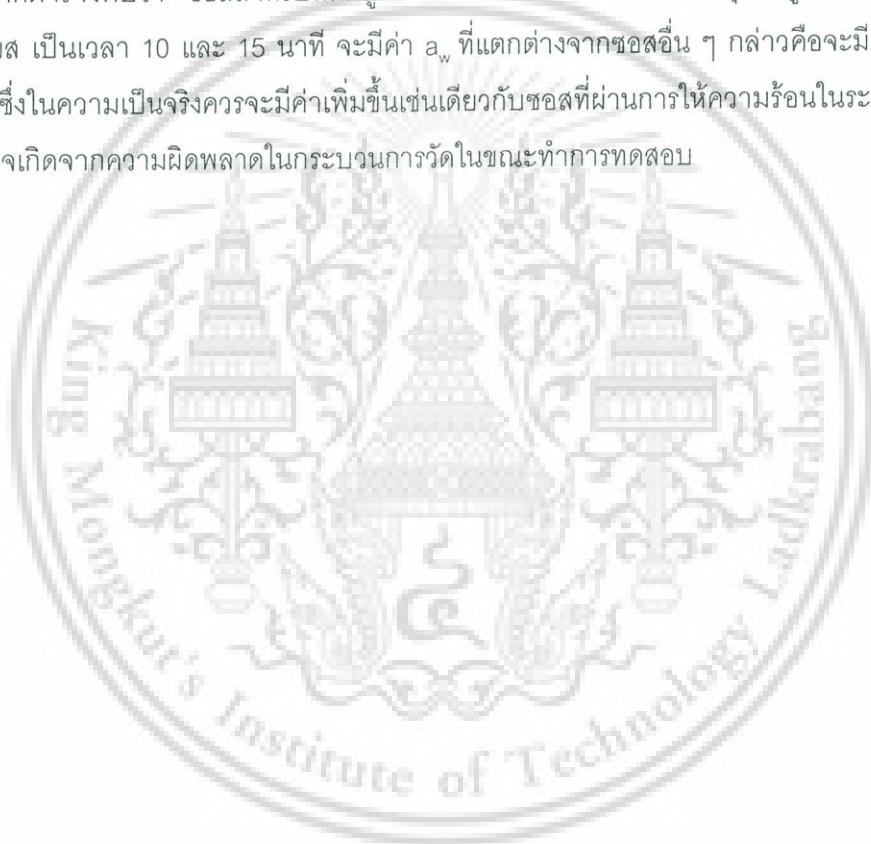 ยส เป็นเวลา 10 และ 15 นาที จะมีค่า a_w ที่แตกต่างจากซอสอื่น ๆ กล่าวคือจะมี
ซึ่งในความเป็นจริงควรจะมีค่าเพิ่มขึ้นเช่นเดียวกับซอสที่ผ่านการให้ความร้อนในระ
จเกิดจากความผิดพลาดในกระบวนการวัดในขณะทำการทดสอบ
King Mongkut's Institute of Technology Ladkrabang